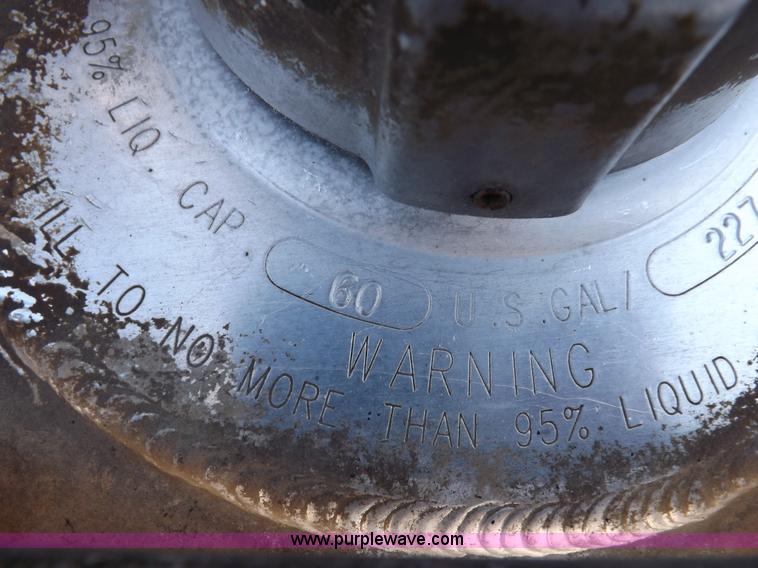 95% LIQ. CAP. 60 U.S.GAL/ 227
WARNING
FILL TO NO MORE THAN 95% LIQUID
www.purplewave.com